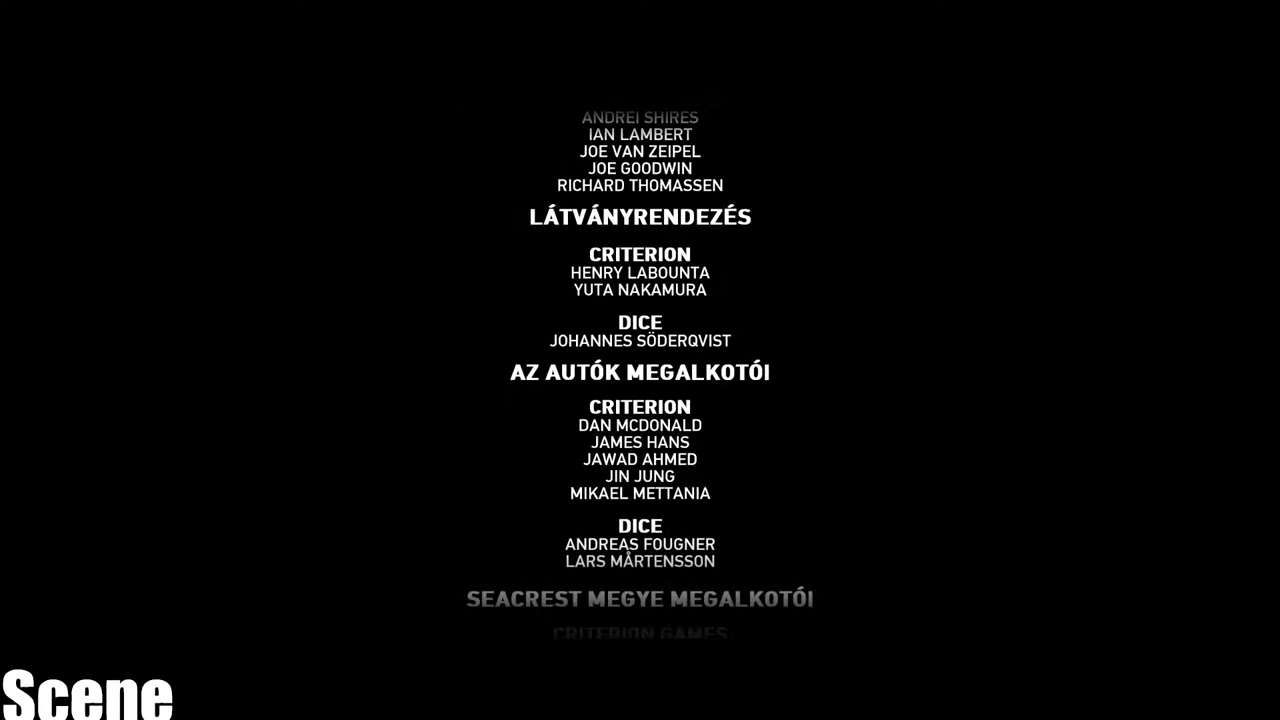 ANDREI SHIRES
IAN LAMBERT
JOE VAN ZEIPEL
JOE GOODWIN
RICHARD THOMASSEN
LÁTVÁNYRENDEZÉS
CRITERION
HENRY LABOUNTA
YUTA NAKAMURA
DICE
JOHANNES SÖDERQVIST
AZ AUTÓK MEGALKOTÓI
CRITERION
DAN MCDONALD
JAMES HANS
JAWAD AHMED
JIN JUNG
MIKAEL METTANIA
DICE
ANDREAS FOUGNER
LARS MÅRTENSSON
SEACREST MEGYE MEGALKOTÓI
CRITERION GAMES
Scene